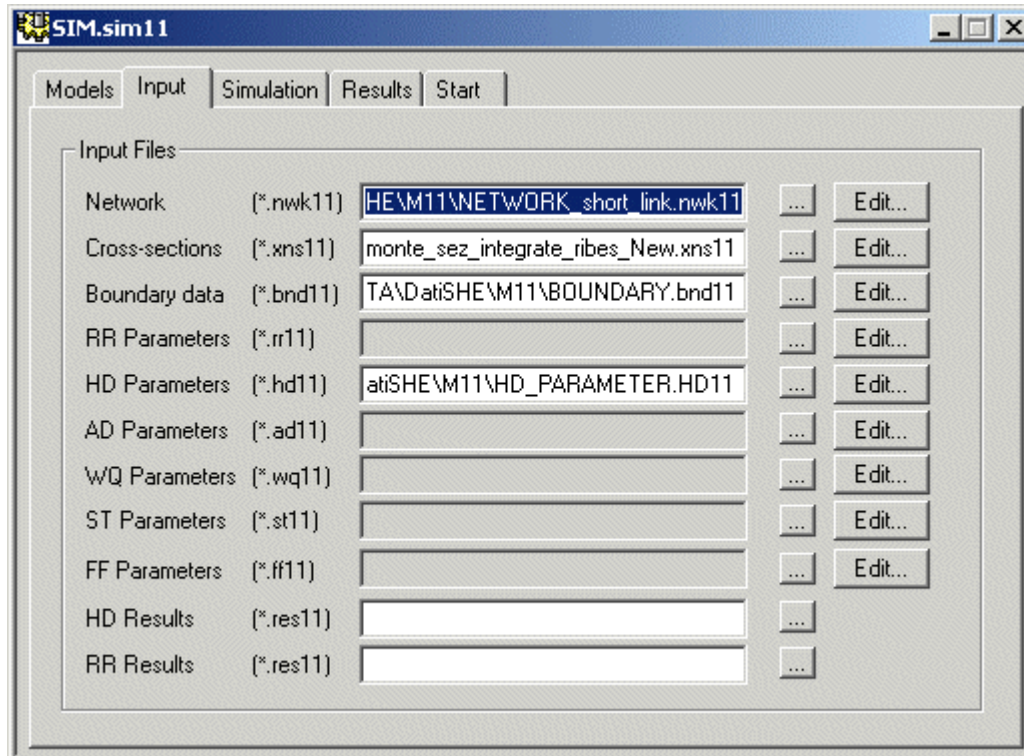 SIM.sim11
Models Input Simulation Results Start
Input Files
Network (*.nwk11) HE\M11\NETWORK_short_link.nwk11 ... Edit...
Cross-sections (*.xns11) monte_sez_integrate_ribes_New.xns11 ... Edit...
Boundary data (*.bnd11) TA\DatiSHE\M11\BOUNDARY.bnd11 ... Edit...
RR Parameters (*.rr11) ... Edit...
HD Parameters (*.hd11) atiSHE\M11\HD_PARAMETER.HD11 ... Edit...
AD Parameters (*.ad11) ... Edit...
WQ Parameters (*.wq11) ... Edit...
ST Parameters (*.st11) ... Edit...
FF Parameters (*.ff11) ... Edit...
HD Results (*.res11) ...
RR Results (*.res11) ...